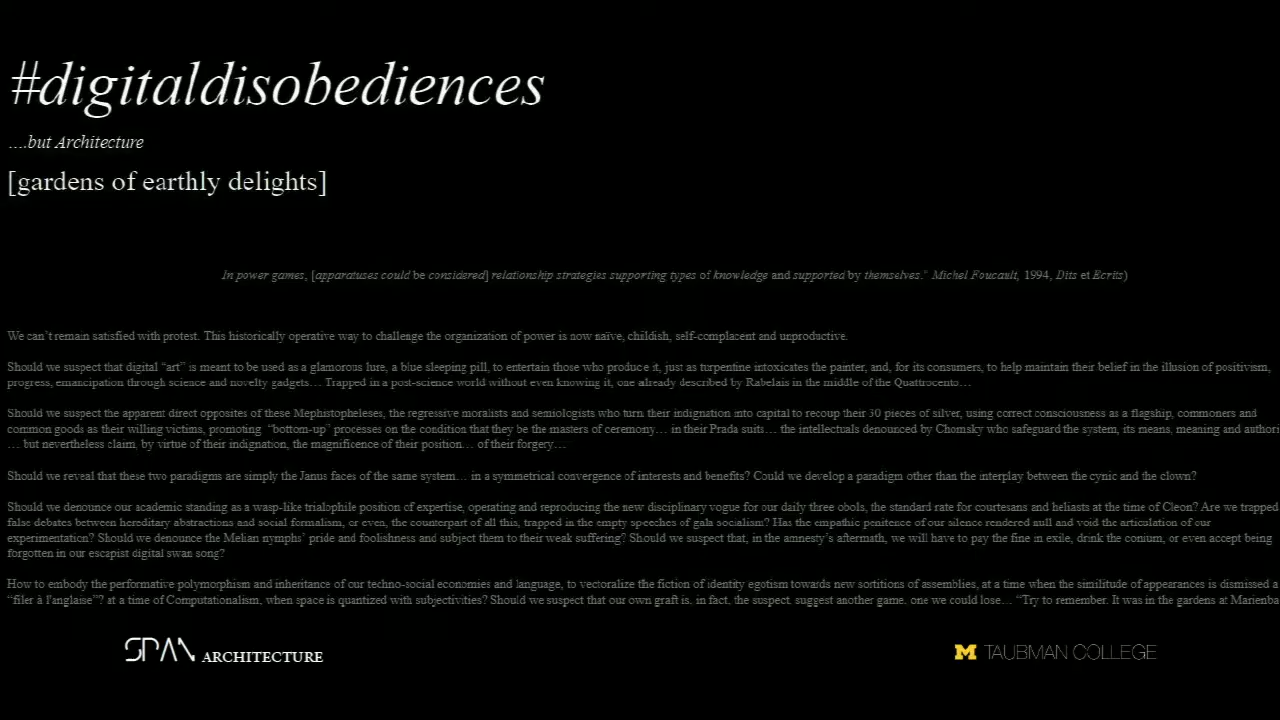 #digitaldisobediences
....but Architecture
[gardens of earthly delights]
In power games, [apparatuses could be considered] relationship strategies supporting types of knowledge and supported by themselves." Michel Foucault, 1994, Dits et Ecrits)
We can't remain satisfied with protest. This historically operative way to challenge the organization of power is now naïve, childish, self-complacent and unproductive.
Should we suspect that digital “art” is meant to be used as a glamorous lure, a blue sleeping pill, to entertain those who produce it, just as turpentine intoxicates the painter, and, for its consumers, to help maintain their belief in the illusion of positivism,
progress, emancipation through science and novelty gadgets… Trapped in a post-science world without even knowing it, one already described by Rabelais in the middle of the Quattrocento…
Should we suspect the apparent direct opposites of these Mephistopheleses, the regressive moralists and semiologists who turn their indignation into capital to recoup their 30 pieces of silver, using correct consciousness as a flagship, commoners and
common goods as their willing victims, promoting “bottom-up” processes on the condition that they be the masters of ceremony… in their Prada suits… the intellectuals denounced by Chomsky who safeguard the system, its means, meaning and authori
… but nevertheless claim, by virtue of their indignation, the magnificence of their position… of their forgery…
Should we reveal that these two paradigms are simply the Janus faces of the same system… in a symmetrical convergence of interests and benefits? Could we develop a paradigm other than the interplay between the cynic and the clown?
Should we denounce our academic standing as a wasp-like trialophile position of expertise, operating and reproducing the new disciplinary vogue for our daily three obols, the standard rate for courtesans and heliasts at the time of Cleon? Are we trapped
false debates between hereditary abstractions and social formalism, or even, the counterpart of all this, trapped in the empty speeches of gala socialism? Has the empathic penitence of our silence rendered null and void the articulation of our
experimentation? Should we denounce the Melian nymphs' pride and foolishness and subject them to their weak suffering? Should we suspect that, in the amnesty's aftermath, we will have to pay the fine in exile, drink the conium, or even accept being
forgotten in our escapist digital swan song?
How to embody the performative polymorphism and inheritance of our techno-social economies and language, to vectoralize the fiction of identity egotism towards new sortitions of assemblies, at a time when the similitude of appearances is dismissed a
“filer à l'anglaise”? at a time of Computationalism, when space is quantized with subjectivities? Should we suspect that our own graft is, in fact, the suspect, suggest another game, one we could lose… “Try to remember. It was in the gardens at Marienba
SPAN ARCHITECTURE
M TAUBMAN COLLEGE